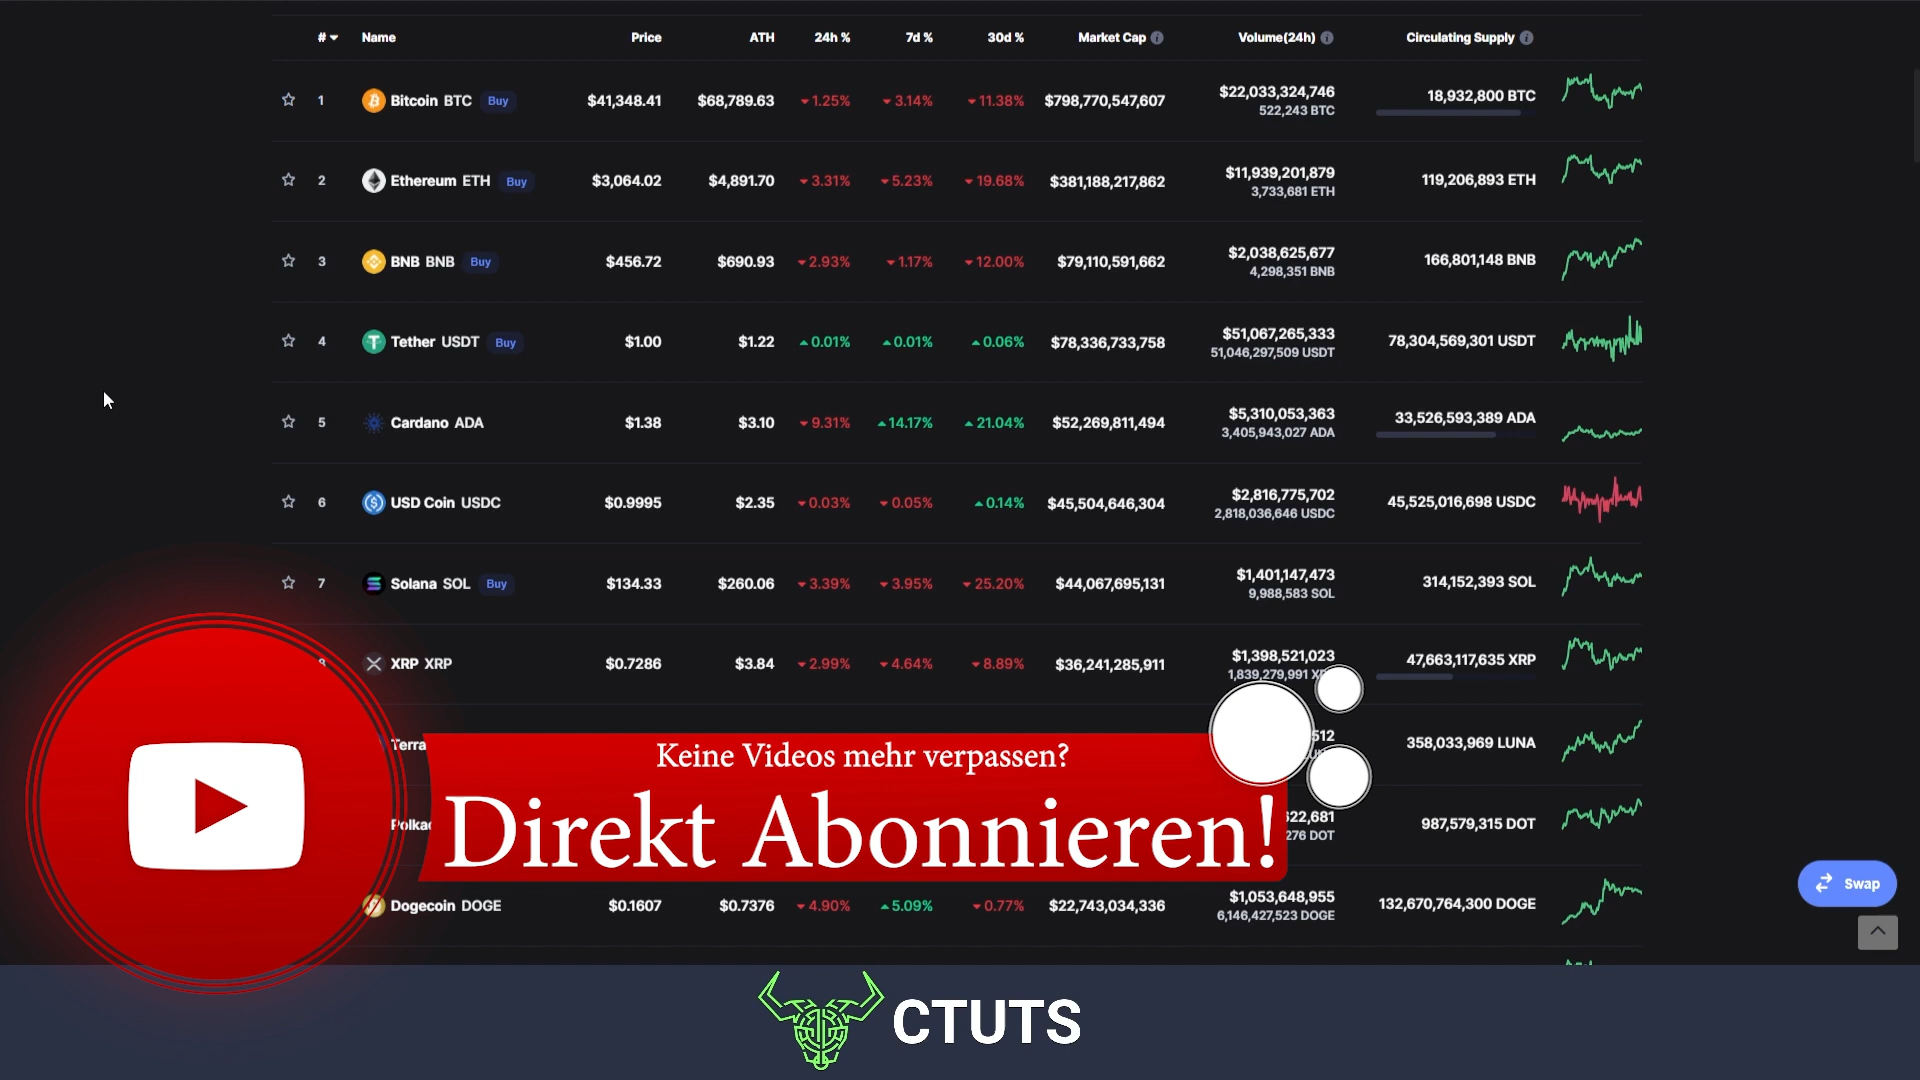 # Name Price ATH 24h % 7d % 30d % Market Cap Volume(24h) Circulating Supply
1 Bitcoin BTC Buy $41,348.41 $68,789.63 1.25% 3.14% 11.38% $798,770,547,607 $22,033,324,746 18,932,800 BTC
522,243 BTC
2 Ethereum ETH Buy $3,064.02 $4,891.70 3.31% 5.23% 19.68% $381,188,217,862 $11,939,201,879 119,206,893 ETH
3,733,681 ETH
3 BNB BNB Buy $456.72 $690.93 2.93% 1.17% 12.00% $79,110,591,662 $2,038,625,677 166,801,148 BNB
4,298,351 BNB
4 Tether USDT Buy $1.00 $1.22 0.01% 0.01% 0.06% $78,336,733,758 $51,067,265,333 78,304,569,301 USDT
51,046,297,509 USDT
5 Cardano ADA $1.38 $3.10 9.31% 14.17% 21.04% $52,269,811,494 $5,310,053,363 33,526,593,389 ADA
3,405,943,027 ADA
6 USD Coin USDC $0.9995 $2.35 0.03% 0.05% 0.14% $45,504,646,304 $2,816,775,702 45,525,016,698 USDC
2,818,036,646 USDC
7 Solana SOL Buy $134.33 $260.06 3.39% 3.95% 25.20% $44,067,695,131 $1,401,147,473 314,152,393 SOL
9,988,583 SOL
8 XRP XRP $0.7286 $3.84 2.99% 4.64% 8.89% $36,241,285,911 $1,398,521,023 47,663,117,635 XRP
1,839,279,991
Terra 512 358,033,969 LUNA
Keine Videos mehr verpassen?
Direkt Abonnieren!
Polka 622,681 987,579,315 DOT
276 DOT
Dogecoin DOGE $0.1607 $0.7376 4.90% 5.09% 0.77% $22,743,034,336 $1,053,648,955 132,670,764,300 DOGE
6,146,427,523 DOGE
Swap
CTUTS